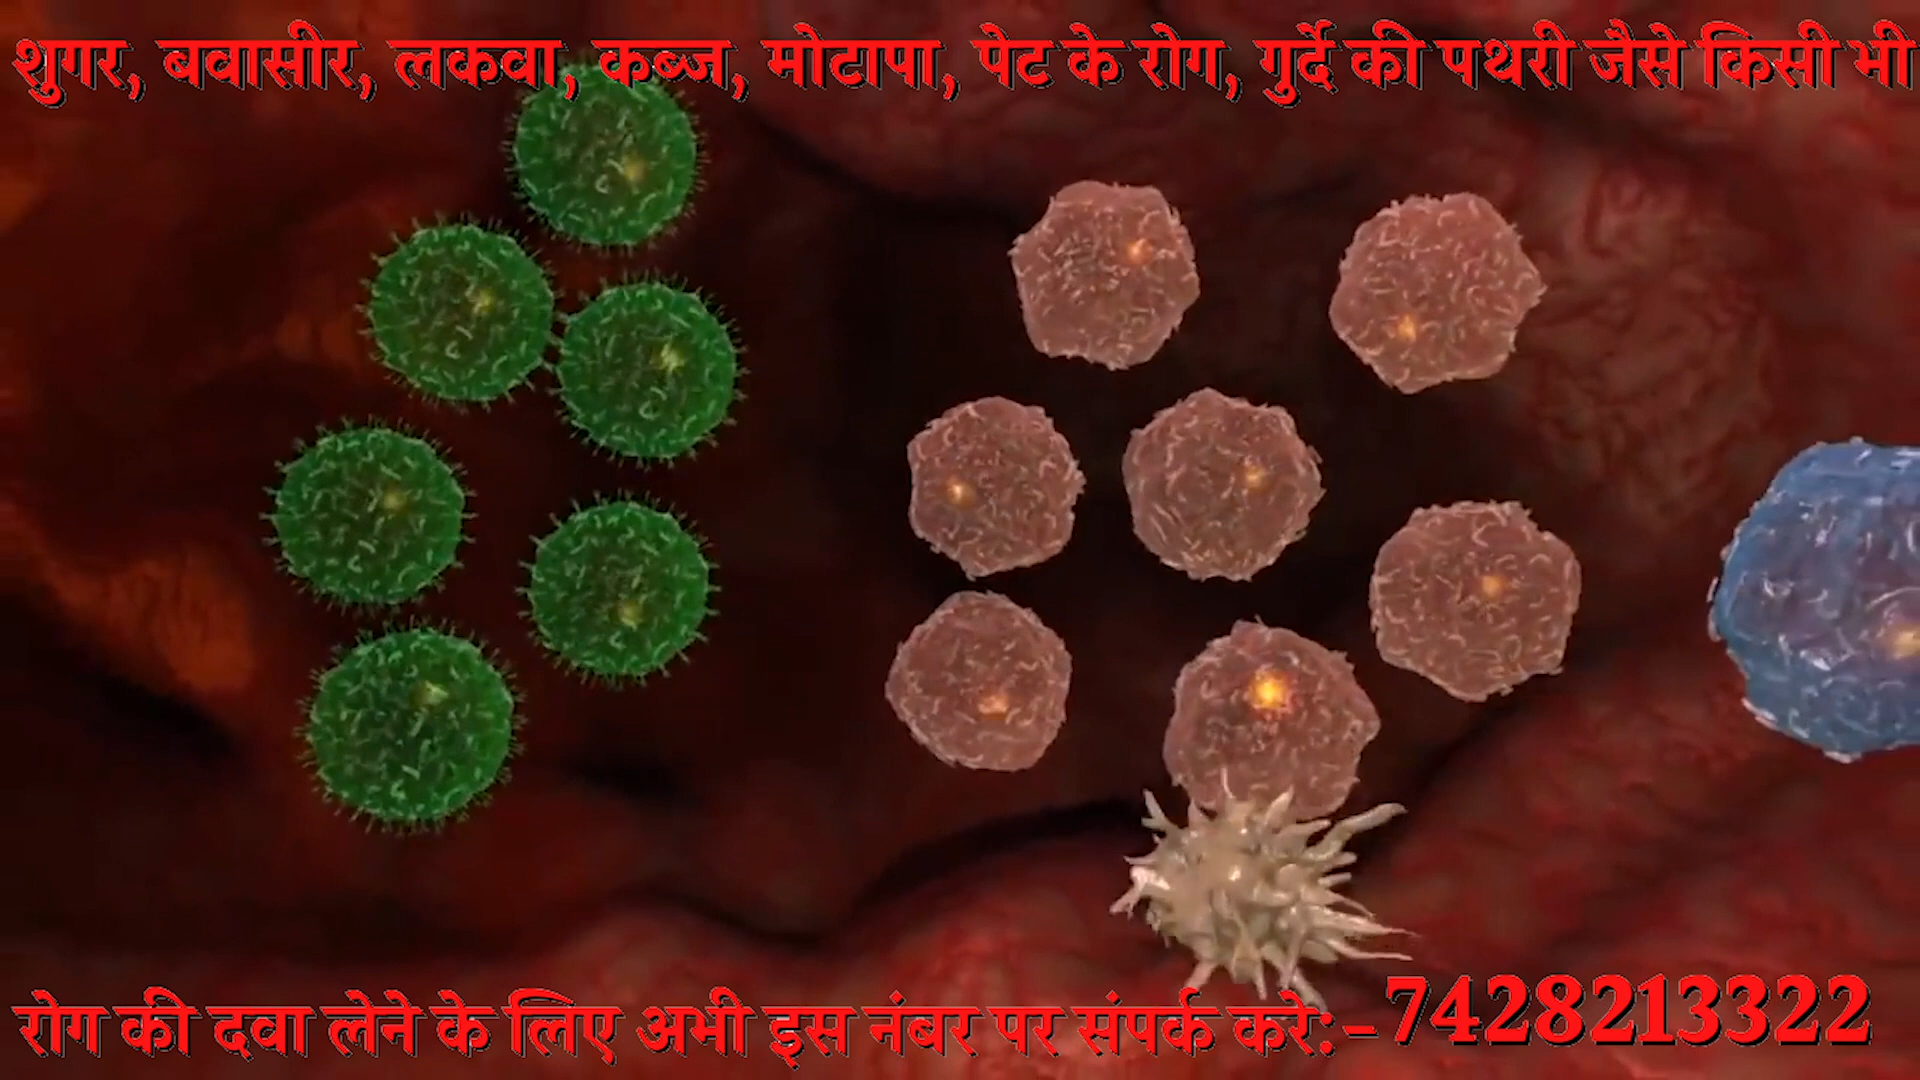 शुगर, बवासीर, लकवा, कब्ज, मोटापा, पेट के रोग, गुर्दे की पथरी जैसे किसी भी
रोग की दवा लेने के लिए अभी इस नंबर पर संपर्क करे:-7428213322